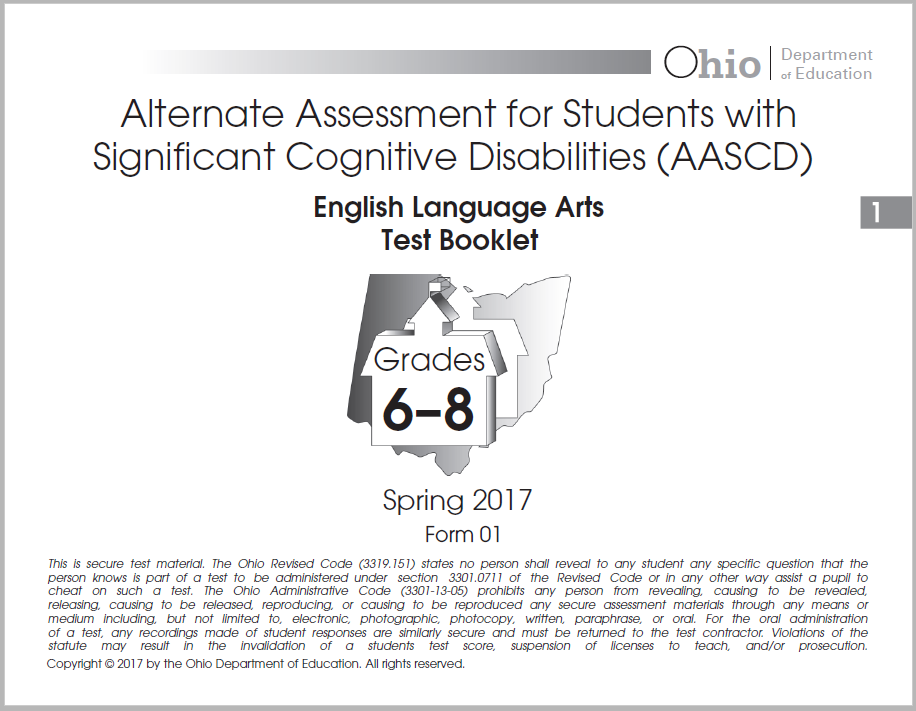 Ohio Department
of Education
Alternate Assessment for Students with
Significant Cognitive Disabilities (AASCD)
English Language Arts
Test Booklet
1
Grades
6–8
Spring 2017
Form 01
This is secure test material. The Ohio Revised Code (3319.151) states no person shall reveal to any student any specific question that the
person knows is part of a test to be administered under section 3301.0711 of the Revised Code or in any other way assist a pupil to
cheat on such a test. The Ohio Administrative Code (3301-13-05) prohibits any person from revealing, causing to be revealed,
releasing, causing to be released, reproducing, or causing to be reproduced any secure assessment materials through any means or
medium including, but not limited to, electronic, photographic, photocopy, written, paraphrase, or oral. For the oral administration
of a test, any recordings made of student responses are similarly secure and must be returned to the test contractor. Violations of the
statute may result in the invalidation of a students test score, suspension of licenses to teach, and/or prosecution.
Copyright © 2017 by the Ohio Department of Education. All rights reserved.